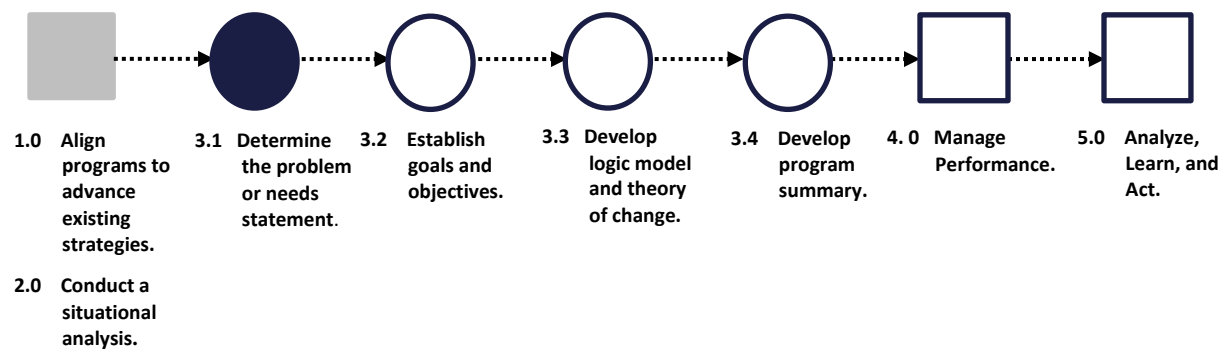 1.0 Align
programs to
advance
existing
strategies.
2.0 Conduct a
situational
analysis.
3.1 Determine
the problem
or needs
statement.
3.2 Establish
goals and
objectives.
3.3 Develop
logic model
and theory
of change.
3.4 Develop
program
summary.
4. 0 Manage
Performance.
5.0 Analyze,
Learn, and
Act.